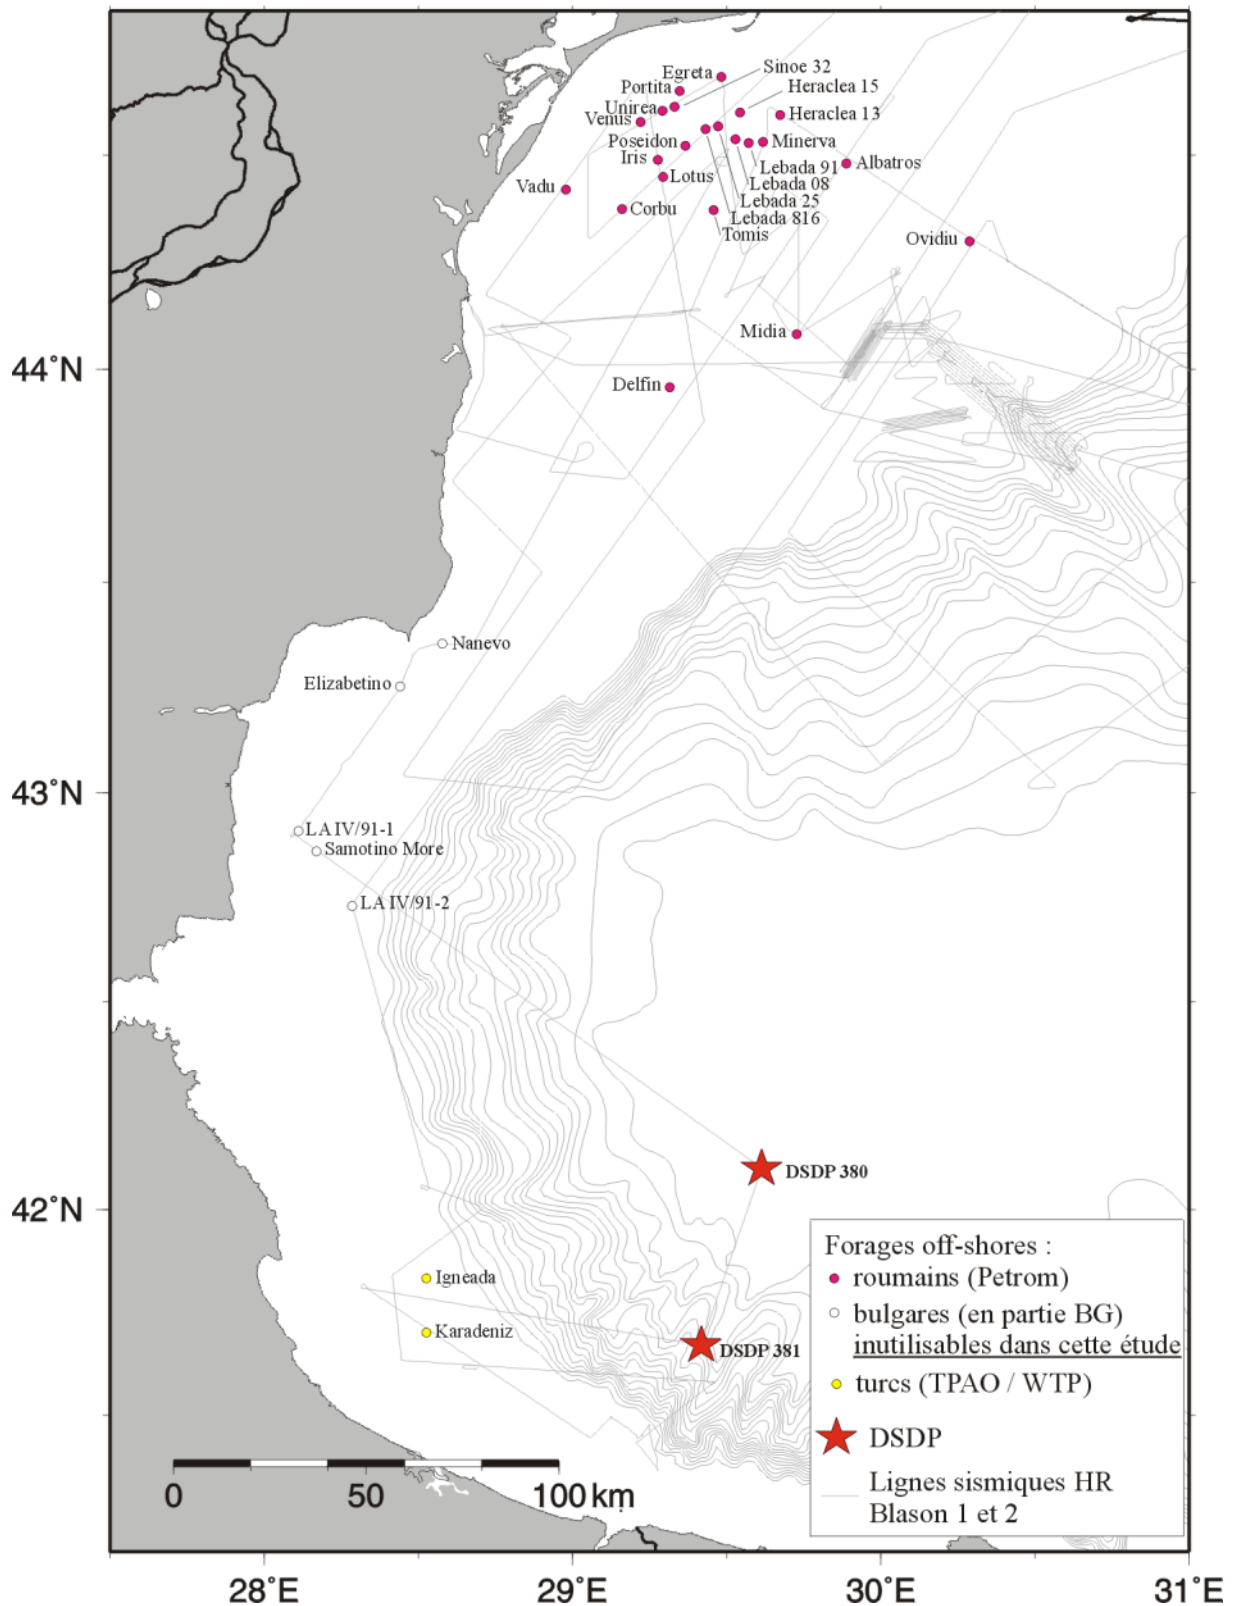 Egreta
Sinoe 32
Portita
Heraclea 15
Unirea
Venus
Heraclea 13
Poseidon
Minerva
Iris
Lebada 91
Albatros
Lotus
Lebada 08
Vadu
Lebada 25
Corbu
Lebada 816
Tomis
Ovidiu
Midia
44°N
Delfin
Nanevo
Elizabetino
43°N
LA IV/91-1
Samotino More
LA IV/91-2
DSDP 380
42°N
Igneada
Karadeniz
DSDP 381
Forages off-shores :
roumains (Petrom)
bulgares (en partie BG)
inutilisables dans cette étude
turcs (TPAO / WTP)
DSDP
Lignes sismiques HR
Blason 1 et 2
0 50 100 km
28°E 29°E 30°E 31°E